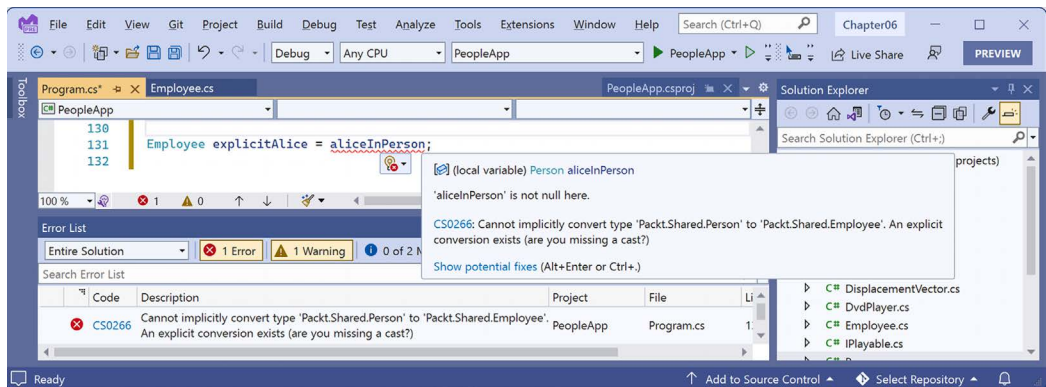 File Edit View Git Project Build Debug Test Analyze Tools Extensions Window Help Search (Ctrl+Q) Chapter06
Debug Any CPU PeopleApp PeopleApp Live Share PREVIEW
Toolbox
Program.cs* Employee.cs PeopleApp.csproj
PeopleApp
130
131 Employee explicitAlice = aliceInPerson;
132
(local variable) Person aliceInPerson
'aliceInPerson' is not null here.
CS0266: Cannot implicitly convert type 'Packt.Shared.Person' to 'Packt.Shared.Employee'. An explicit
conversion exists (are you missing a cast?)
Show potential fixes (Alt+Enter or Ctrl+.)
100 % 1 0
Error List
Entire Solution 1 Error 1 Warning 0 of 2
Search Error List
Code Description Project File
CS0266 Cannot implicitly convert type 'Packt.Shared.Person' to 'Packt.Shared.Employee'. PeopleApp Program.cs
An explicit conversion exists (are you missing a cast?)
Solution Explorer
Search Solution Explorer (Ctrl+;)
projects)
C# DisplacementVector.cs
C# DvdPlayer.cs
C# Employee.cs
C# IPlayable.cs
Ready Add to Source Control Select Repository